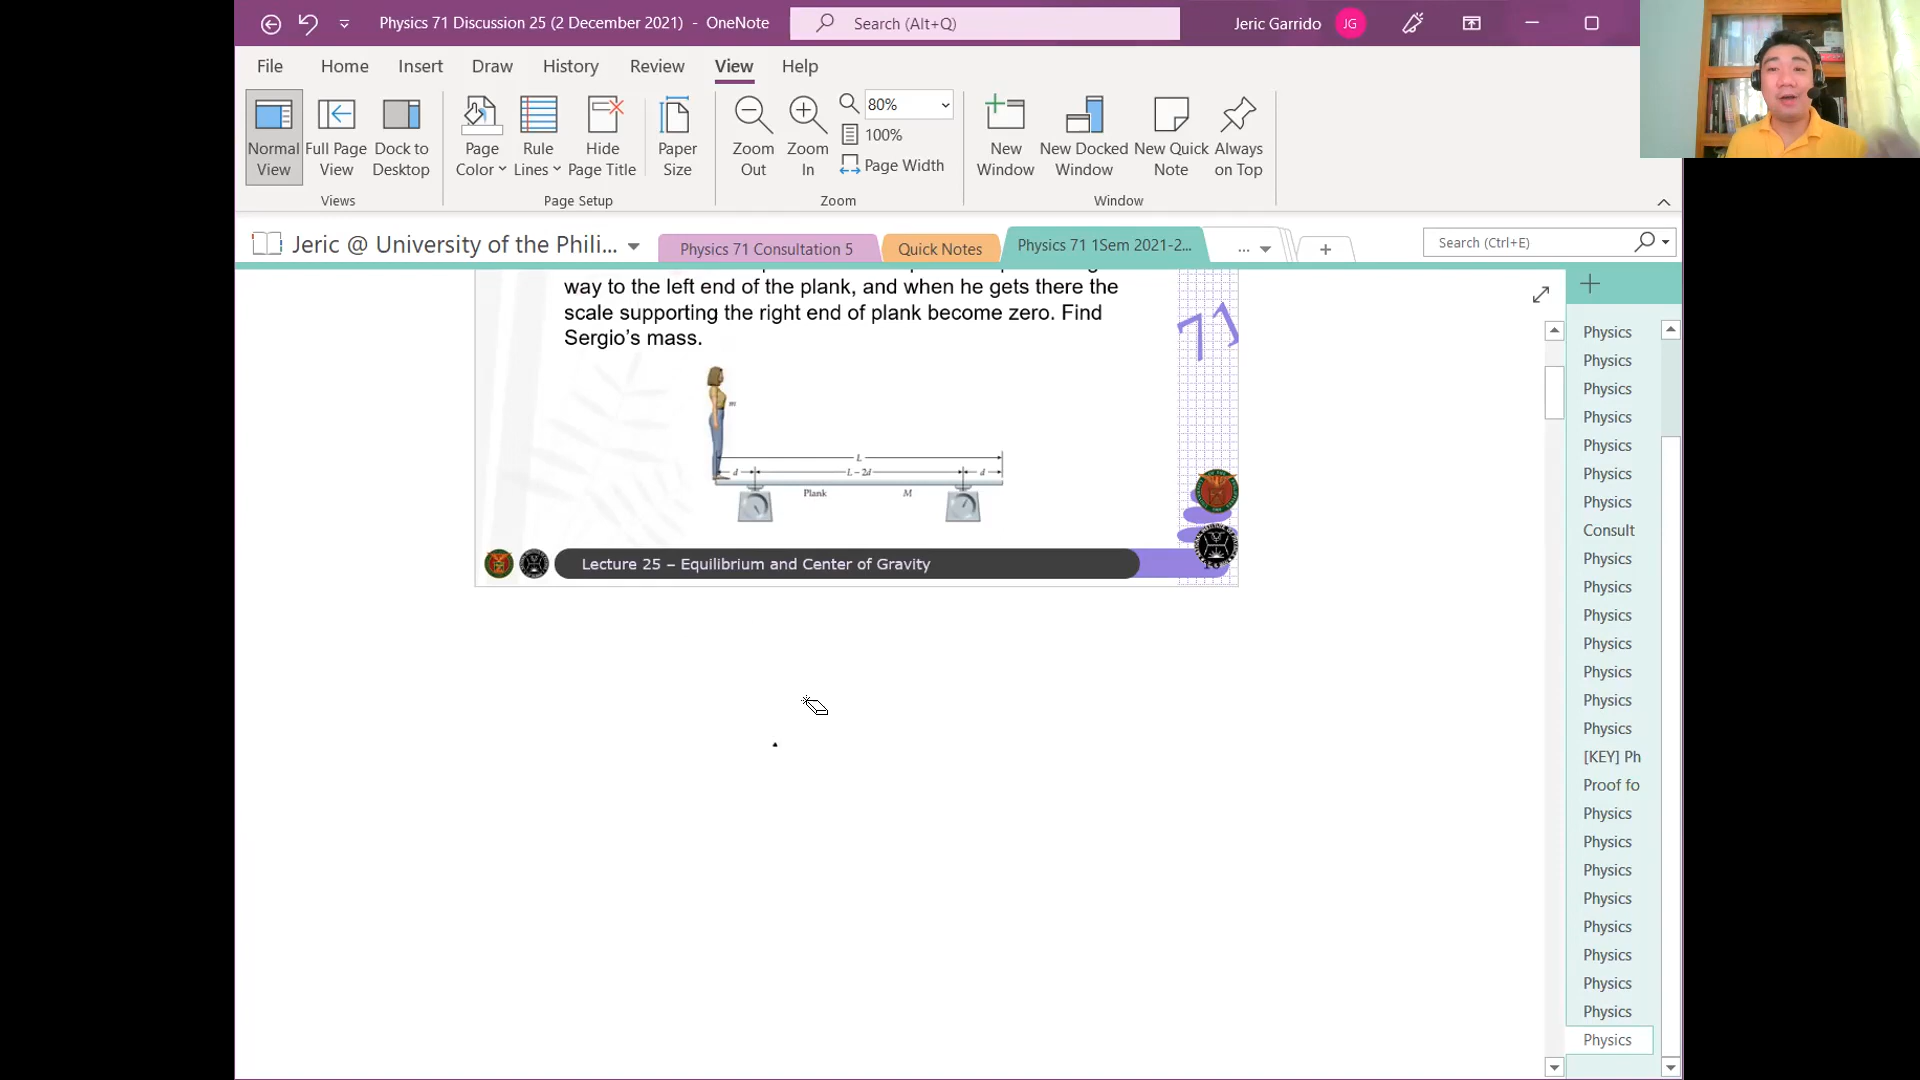 Physics 71 Discussion 25 (2 December 2021) - OneNote
Search (Alt+Q)
Jeric Garrido
JG
File
Home
Insert
Draw
History
Review
View
Help
Normal View
Full Page View
Dock to Desktop
Page Color
Rule Lines
Hide Page Title
Paper Size
Zoom Out
Zoom In
80%
100%
Page Width
New Window
New Docked Window
New Quick Note
Always on Top
Views
Page Setup
Zoom
Window
Jeric @ University of the Phili...
Physics 71 Consultation 5
Quick Notes
Physics 71 1Sem 2021-2...
...
Search (Ctrl+E)
way to the left end of the plank, and when he gets there the
scale supporting the right end of plank become zero. Find
Sergio's mass.
71
m
L
d
L - 2d
d
Plank
M
Lecture 25 – Equilibrium and Center of Gravity
Physics
Physics
Physics
Physics
Physics
Physics
Physics
Consult
Physics
Physics
Physics
Physics
Physics
Physics
Physics
[KEY] Ph
Proof fo
Physics
Physics
Physics
Physics
Physics
Physics
Physics
Physics
Physics